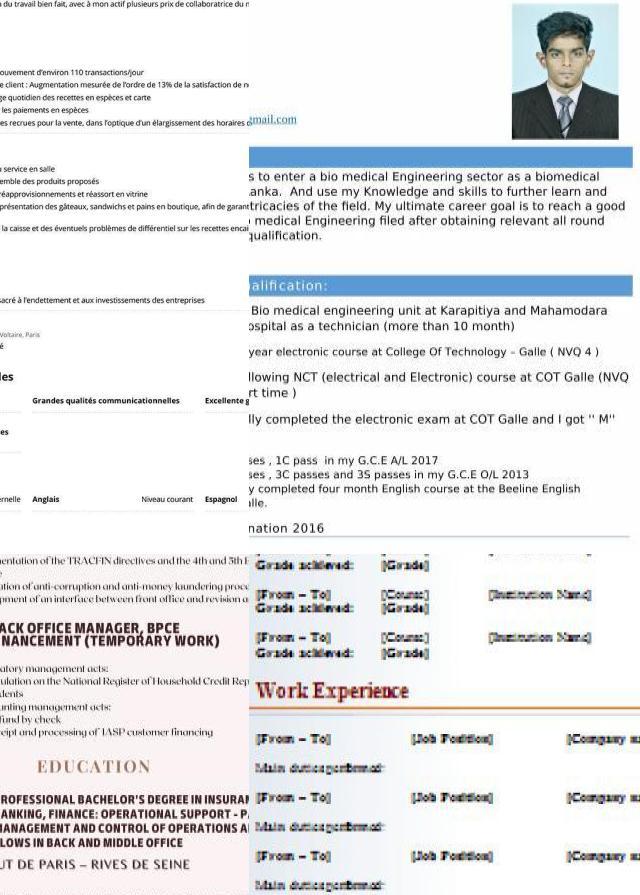 du travail bien fait, avec à mon actif plusieurs prix de collaboratrice du
ouvement d'environ 110 transactions/jour
e client : Augmentation mesurée de l'ordre de 13% de la satisfaction de
ge quotidien des recettes en espèces et carte
les paiements en espèces
es recrues pour la vente, dans l'optique d'un élargissement des horaires
u service en salle
emble des produits proposés
réapprovisionnements et réassort en vitrine
présentation des gâteaux, sandwichs et pains en boutique, afin de garant
la caisse et des éventuels problèmes de différentiel sur les recettes encai
acré à l'endettement et aux investissements des entreprises
Voltaire, Paris
é
les
Grandes qualités communicationnelles Excellente g
es
ernelle Anglais Niveau courant Espagnol
gmail.com
s to enter a bio medical Engineering sector as a biomedical
anka. And use my Knowledge and skills to further learn and
tricacies of the field. My ultimate career goal is to reach a good
medical Engineering filed after obtaining relevant all round
qualification.
alification:
Bio medical engineering unit at Karapitiya and Mahamodara
ospital as a technician (more than 10 month)
year electronic course at College Of Technology – Galle ( NVQ 4 )
llowing NCT (electrical and Electronic) course at COT Galle (NVQ
rt time )
lly completed the electronic exam at COT Galle and I got '' M''
ses , 1C pass in my G.C.E A/L 2017
ses , 3C passes and 3S passes in my G.C.E O/L 2013
y completed four month English course at the Beeline English
alle.
nation 2016
entation of the TRACFIN directives and the 4th and 5th E
e
ation of anti-corruption and anti-money laundering proce
pment of an interface between front office and revision a
ACK OFFICE MANAGER, BPCE
NANCEMENT (TEMPORARY WORK)
atory management acts:
ulation on the National Register of Household Credit Rep
dents
unting management acts:
fund by check
eipt and processing of IASP customer financing
EDUCATION
ROFESSIONAL BACHELOR'S DEGREE IN INSURAN
ANKING, FINANCE: OPERATIONAL SUPPORT - P
MANAGEMENT AND CONTROL OF OPERATIONS A
LLOWS IN BACK AND MIDDLE OFFICE
UT DE PARIS – RIVES DE SEINE
Grade achieved: [Grade]
[From – To] [Course] [Institution Name]
Grade achieved: [Grade]
[From – To] [Course] [Institution Name]
Grade achieved: [Grade]
Work Experience
[From – To] [Job Position] [Company na
Main duties performed:
[From – To] [Job Position] [Company na
Main duties performed:
[From – To] [Job Position] [Company na
Main duties performed: